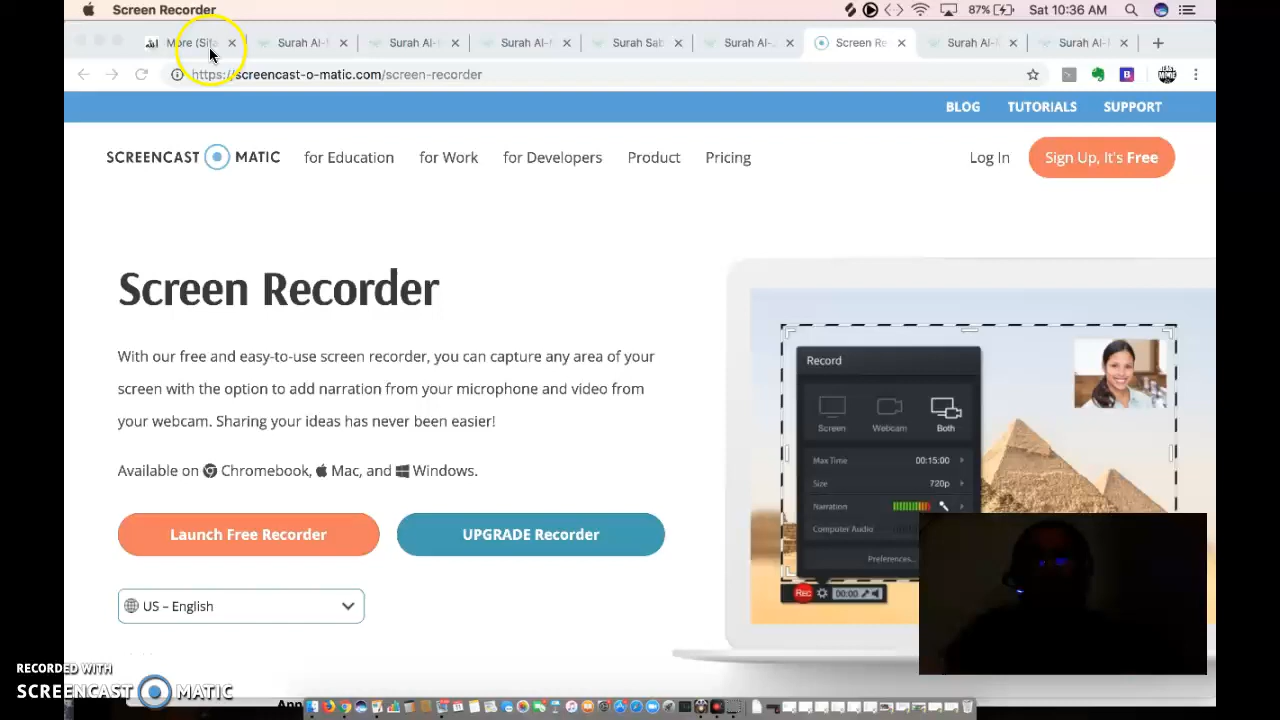 Screen Recorder
87%
Sat 10:36 AM
More (Sit
Surah Al-
Surah Al-
Surah Al-
Surah Sab
Surah Al-
Screen Re
Surah Al-
Surah Al-
https://screencast-o-matic.com/screen-recorder
BLOG TUTORIALS SUPPORT
SCREENCAST MATIC
for Education for Work for Developers Product Pricing
Log In
Sign Up, It's Free
Screen Recorder
With our free and easy-to-use screen recorder, you can capture any area of your
screen with the option to add narration from your microphone and video from
your webcam. Sharing your ideas has never been easier!
Available on Chromebook, Mac, and Windows.
Launch Free Recorder
UPGRADE Recorder
US – English
Record
Screen Webcam Both
Max Time 00:15:00
Size 720p
Narration
Computer Audio
Preferences...
Rec 00:00
RECORDED WITH
SCREENCAST MATIC
App